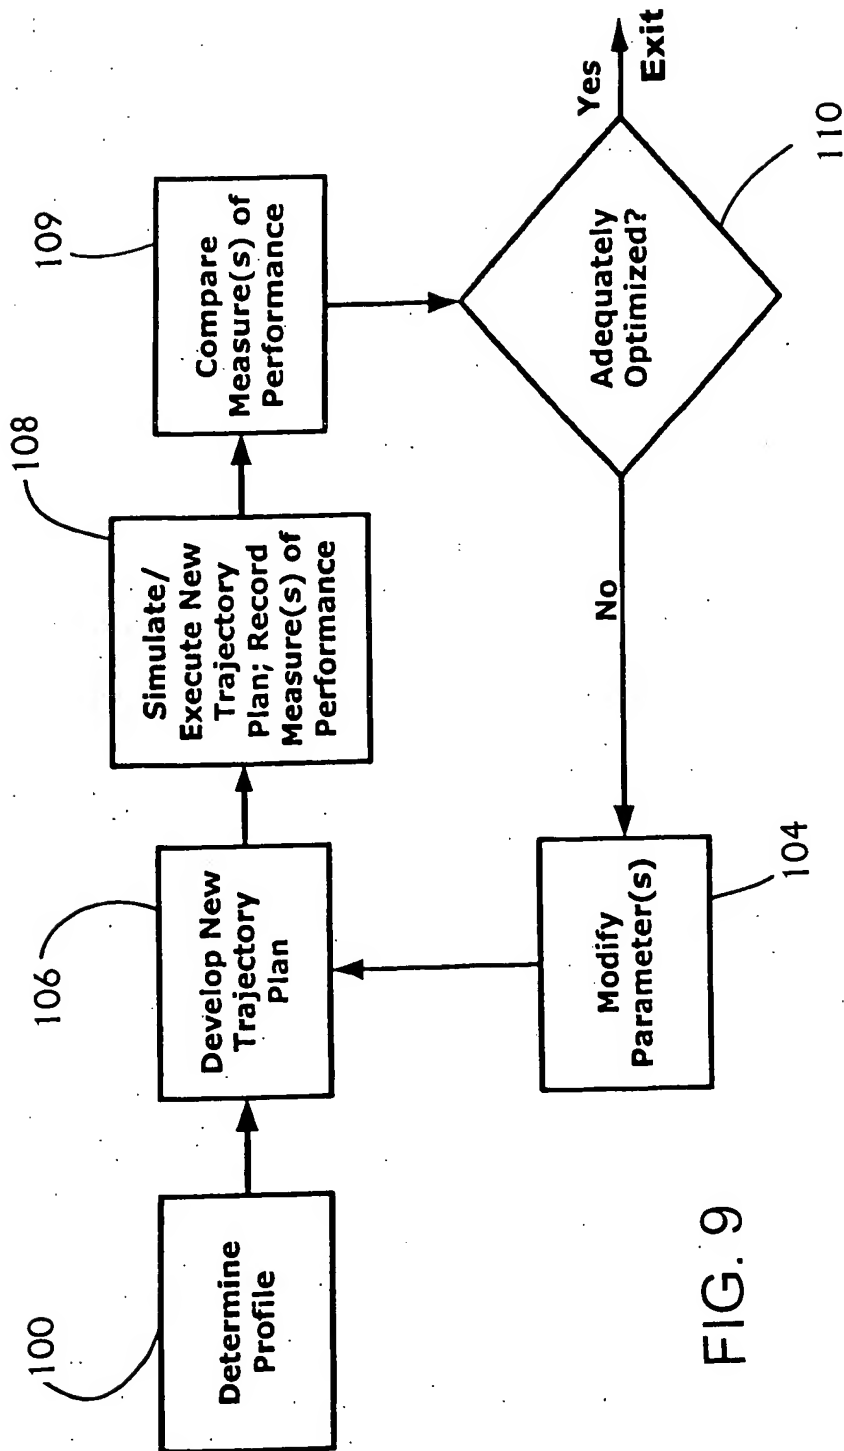 100
Determine
Profile
106
Develop New
Trajectory
Plan
108
Simulate/
Execute New
Trajectory
Plan; Record
Measure(s) of
Performance
109
Compare
Measure(s) of
Performance
Adequately
Optimized?
110
Yes
Exit
No
Modify
Parameter(s)
104
FIG. 9